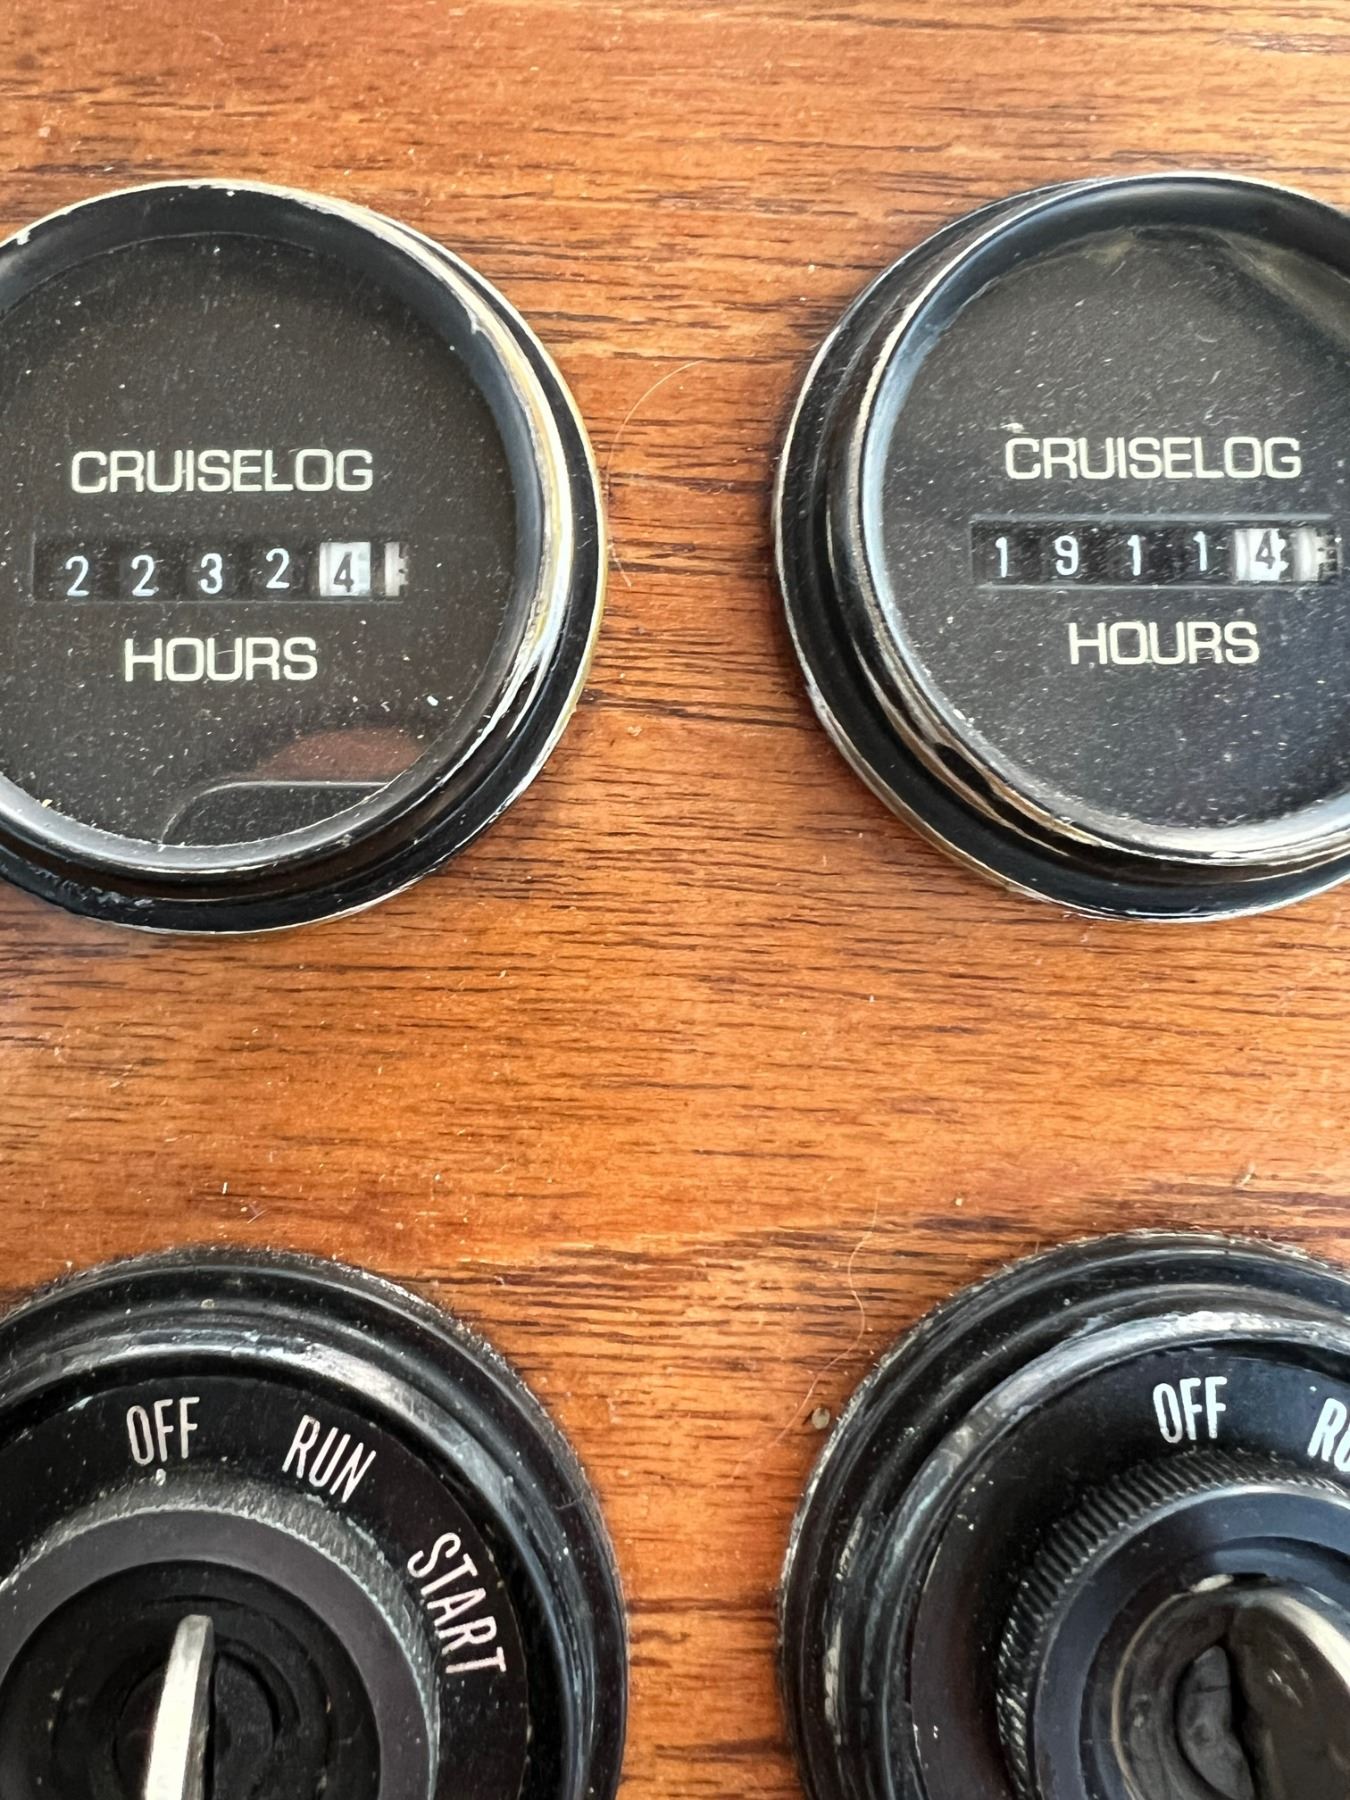 CRUISELOG
2 2 3 2 4
HOURS
CRUISELOG
1 9 1 1 4
HOURS
OFF RUN START
OFF